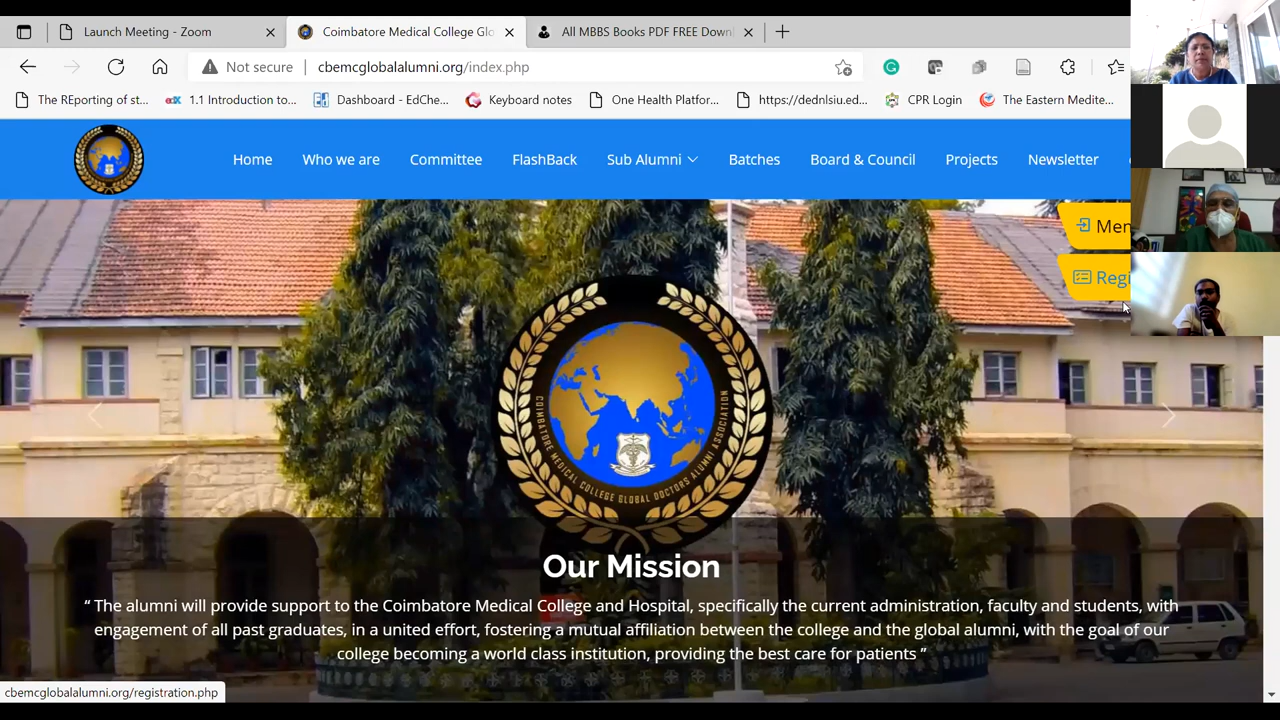 Launch Meeting - Zoom
Coimbatore Medical College Glo
All MBBS Books PDF FREE Downl
Not secure
cbemcglobalalumni.org/index.php
The REporting of st...
1.1 Introduction to...
Dashboard - EdChe...
Keyboard notes
One Health Platfor...
https://dednlsiu.ed...
CPR Login
The Eastern Medite...
Home
Who we are
Committee
FlashBack
Sub Alumni
Batches
Board & Council
Projects
Newsletter
Mem
Regi
COIMBATORE MEDICAL COLLEGE GLOBAL DOCTORS ALUMNI ASSOCIATION
Our Mission
“ The alumni will provide support to the Coimbatore Medical College and Hospital, specifically the current administration, faculty and students, with
engagement of all past graduates, in a united effort, fostering a mutual affiliation between the college and the global alumni, with the goal of our
college becoming a world class institution, providing the best care for patients ”
cbemcglobalalumni.org/registration.php